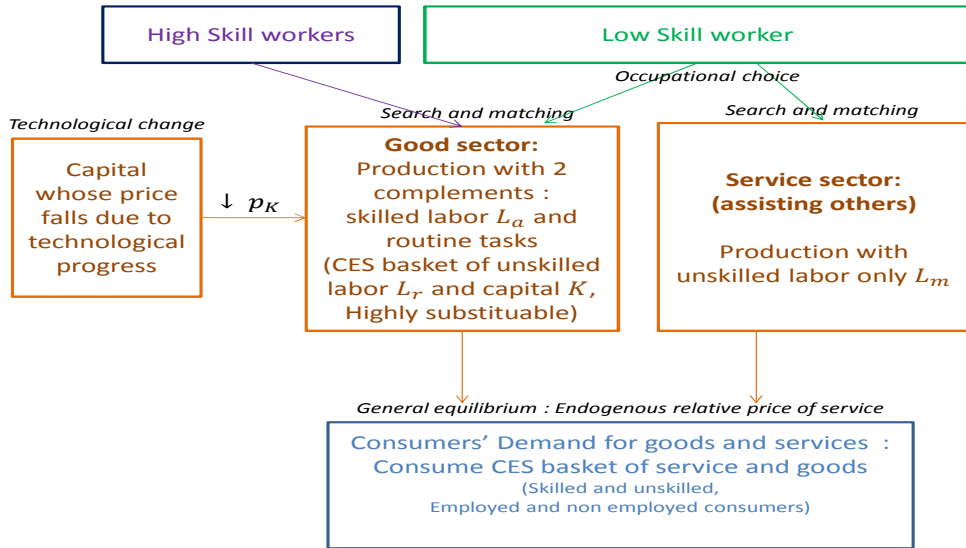 High Skill workers
Low Skill worker
Occupational choice
Technological change
Search and matching
Search and matching
Capital
whose price
falls due to
technological
progress
↓ p_K
Good sector:
Production with 2
complements :
skilled labor L_a and
routine tasks
(CES basket of unskilled
labor L_r and capital K,
Highly substituable)
Service sector:
(assisting others)
Production with
unskilled labor only L_m
General equilibrium : Endogenous relative price of service
Consumers’ Demand for goods and services :
Consume CES basket of service and goods
(Skilled and unskilled,
Employed and non employed consumers)